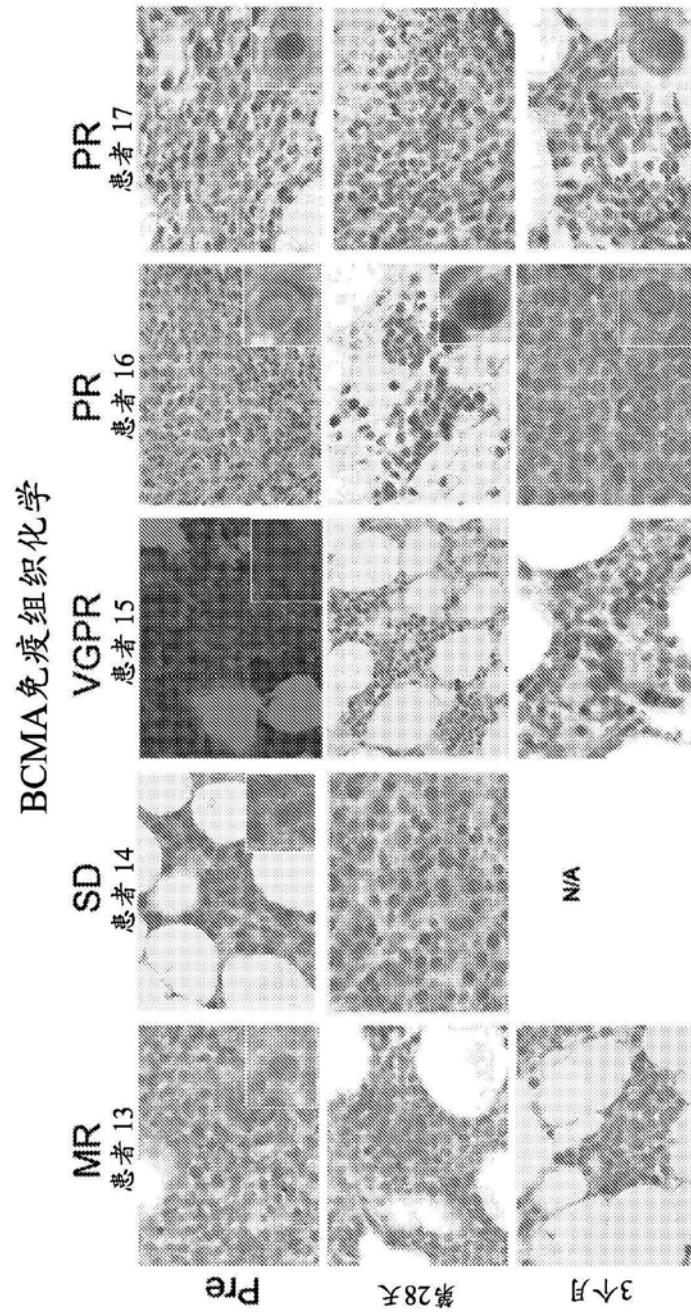 BCMA免疫组织化学
MR
患者 13
SD
患者 14
VGPR
患者 15
PR
患者 16
PR
患者 17
Pre
第28天
3个月
N/A